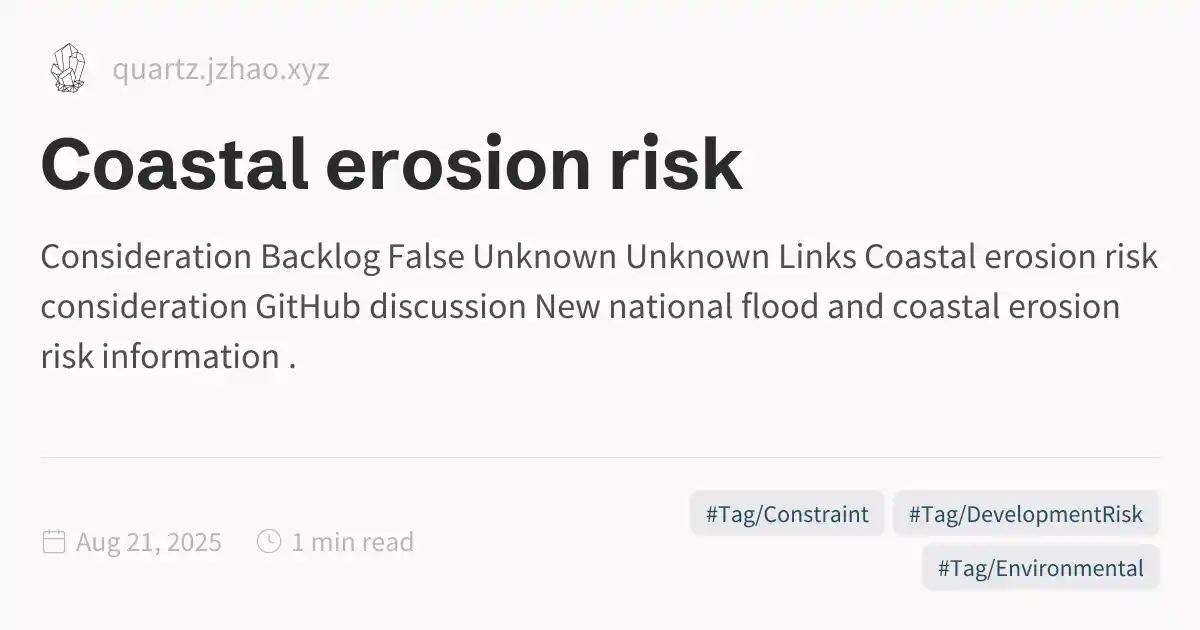 quartz.jzhao.xyz
Coastal erosion risk
Consideration Backlog False Unknown Unknown Links Coastal erosion risk
consideration GitHub discussion New national flood and coastal erosion
risk information .
Aug 21, 2025 1 min read
#Tag/Constraint #Tag/DevelopmentRisk
#Tag/Environmental